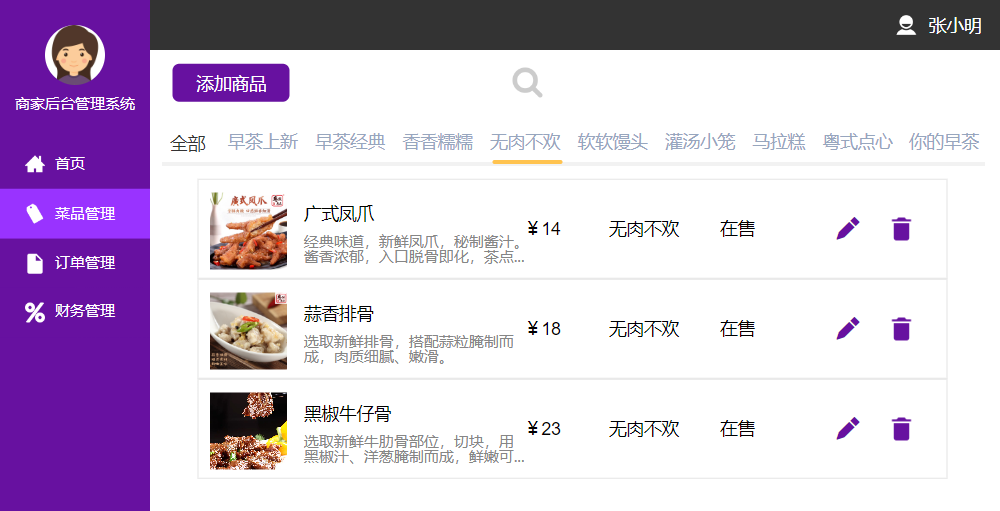 张小明
商家后台管理系统
首页
菜品管理
订单管理
财务管理
添加商品
全部 早茶上新 早茶经典 香香糯糯 无肉不欢 软软馒头 灌汤小笼 马拉糕 粤式点心 你的早茶
广式凤爪
广式凤爪
经典味道，新鲜凤爪，秘制酱汁。
酱香浓郁，入口脱骨即化，茶点...
¥ 14 无肉不欢 在售
蒜香排骨
选取新鲜排骨，搭配蒜粒腌制而
成，肉质细腻、嫩滑。
¥ 18 无肉不欢 在售
黑椒牛仔骨
选取新鲜牛肋骨部位，切块，用
黑椒汁、洋葱腌制而成，鲜嫩可...
¥ 23 无肉不欢 在售